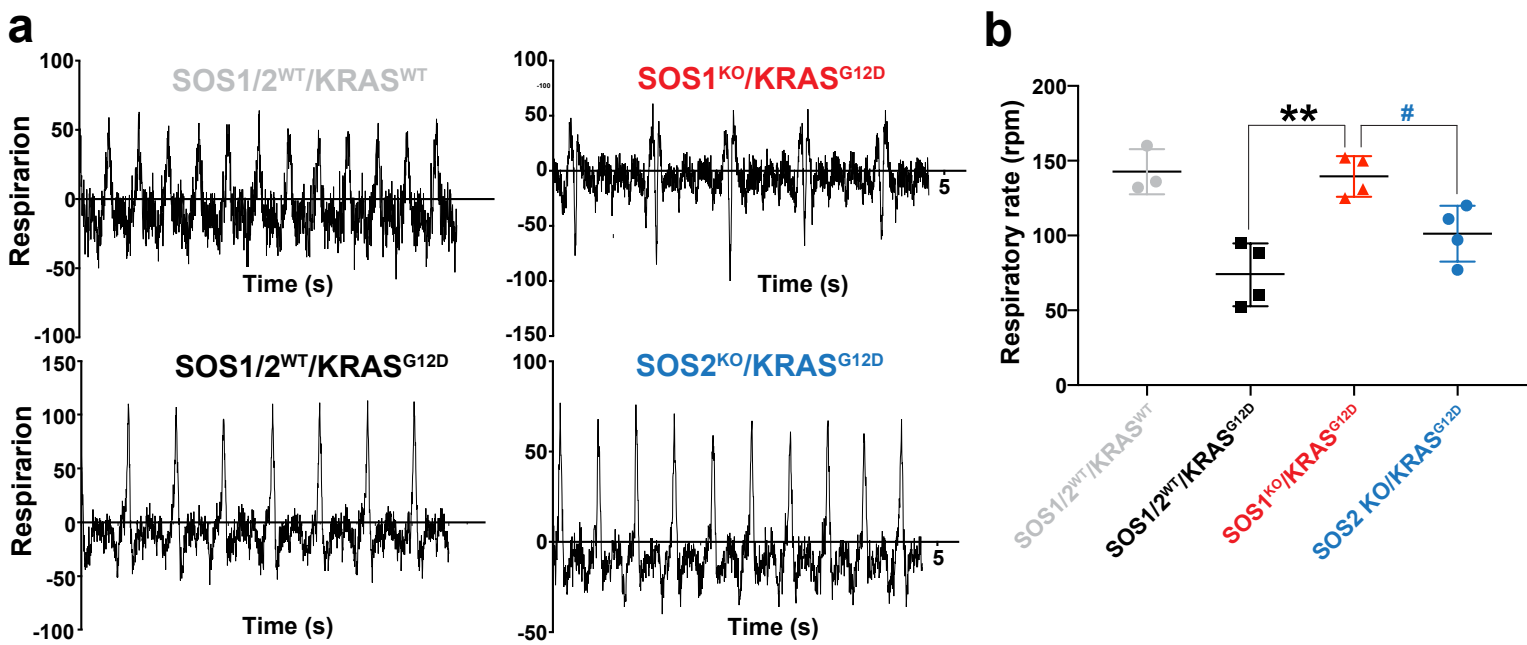 a
SOS1/2WT/KRASWT
Respirarion
100
50
0
-50
-100
Time (s)
SOS1KO/KRASG12D
100
-100
50
0
-50
-100
-150
5
Time (s)
SOS1/2WT/KRASG12D
Respirarion
150
100
50
0
-50
-100
Time (s)
SOS2KO/KRASG12D
100
50
0
-50
5
Time (s)
b
Respiratory rate (rpm)
200
150
100
50
0
**
#
SOS1/2WT/KRASWT
SOS1/2WT/KRASG12D
SOS1KO/KRASG12D
SOS2 KO/KRASG12D